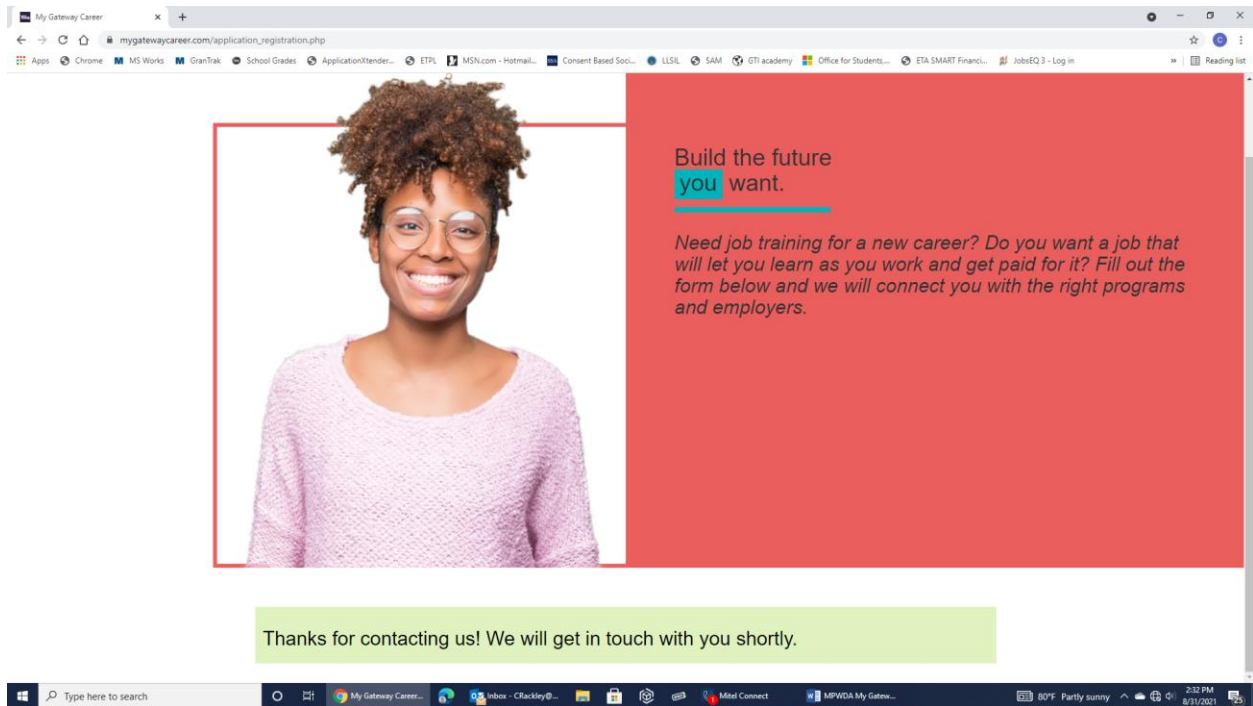 My Gateway Career
mygatewaycareer.com/application_registration.php
Apps Chrome MS Works GranTrak School Grades ApplicationXtender... ETPL MSN.com - Hotmail... Consent Based Soci... LLSIL SAM GTI academy Office for Students,... ETA SMART Financi... JobsEQ 3 - Log in » Reading list
Build the future
you want.
Need job training for a new career? Do you want a job that
will let you learn as you work and get paid for it? Fill out the
form below and we will connect you with the right programs
and employers.
Thanks for contacting us! We will get in touch with you shortly.
Type here to search My Gateway Career... Inbox - CRackley@... Mitel Connect MPWDA My Gatew... 80°F Partly sunny 2:32 PM
8/31/2021 25